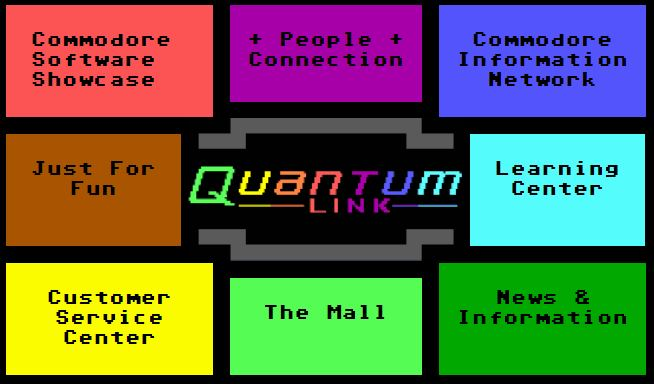 Commodore
Software
Showcase
+ People +
Connection
Commodore
Information
Network
Just For
Fun
Quantum
LINK
Learning
Center
Customer
Service
Center
The Mall
News &
Information